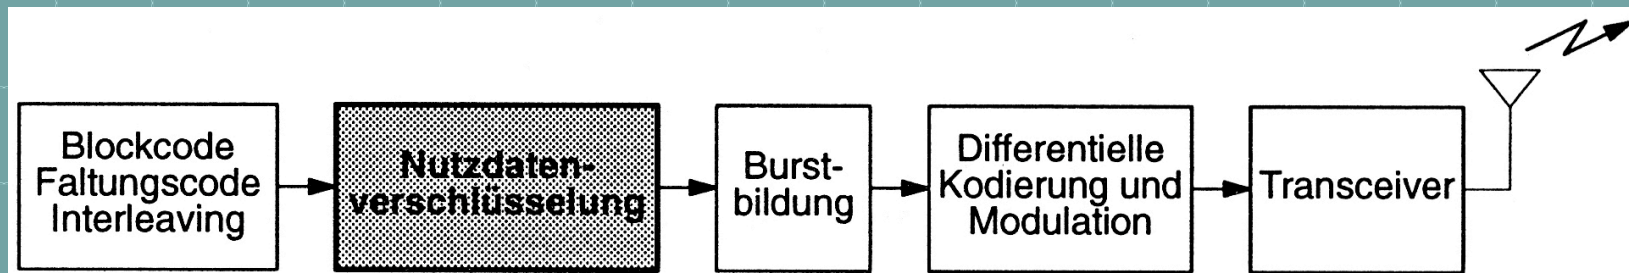 Blockcode
Faltungscode
Interleaving
Nutzdaten-
verschlüsselung
Burst-
bildung
Differentielle
Kodierung und
Modulation
Transceiver